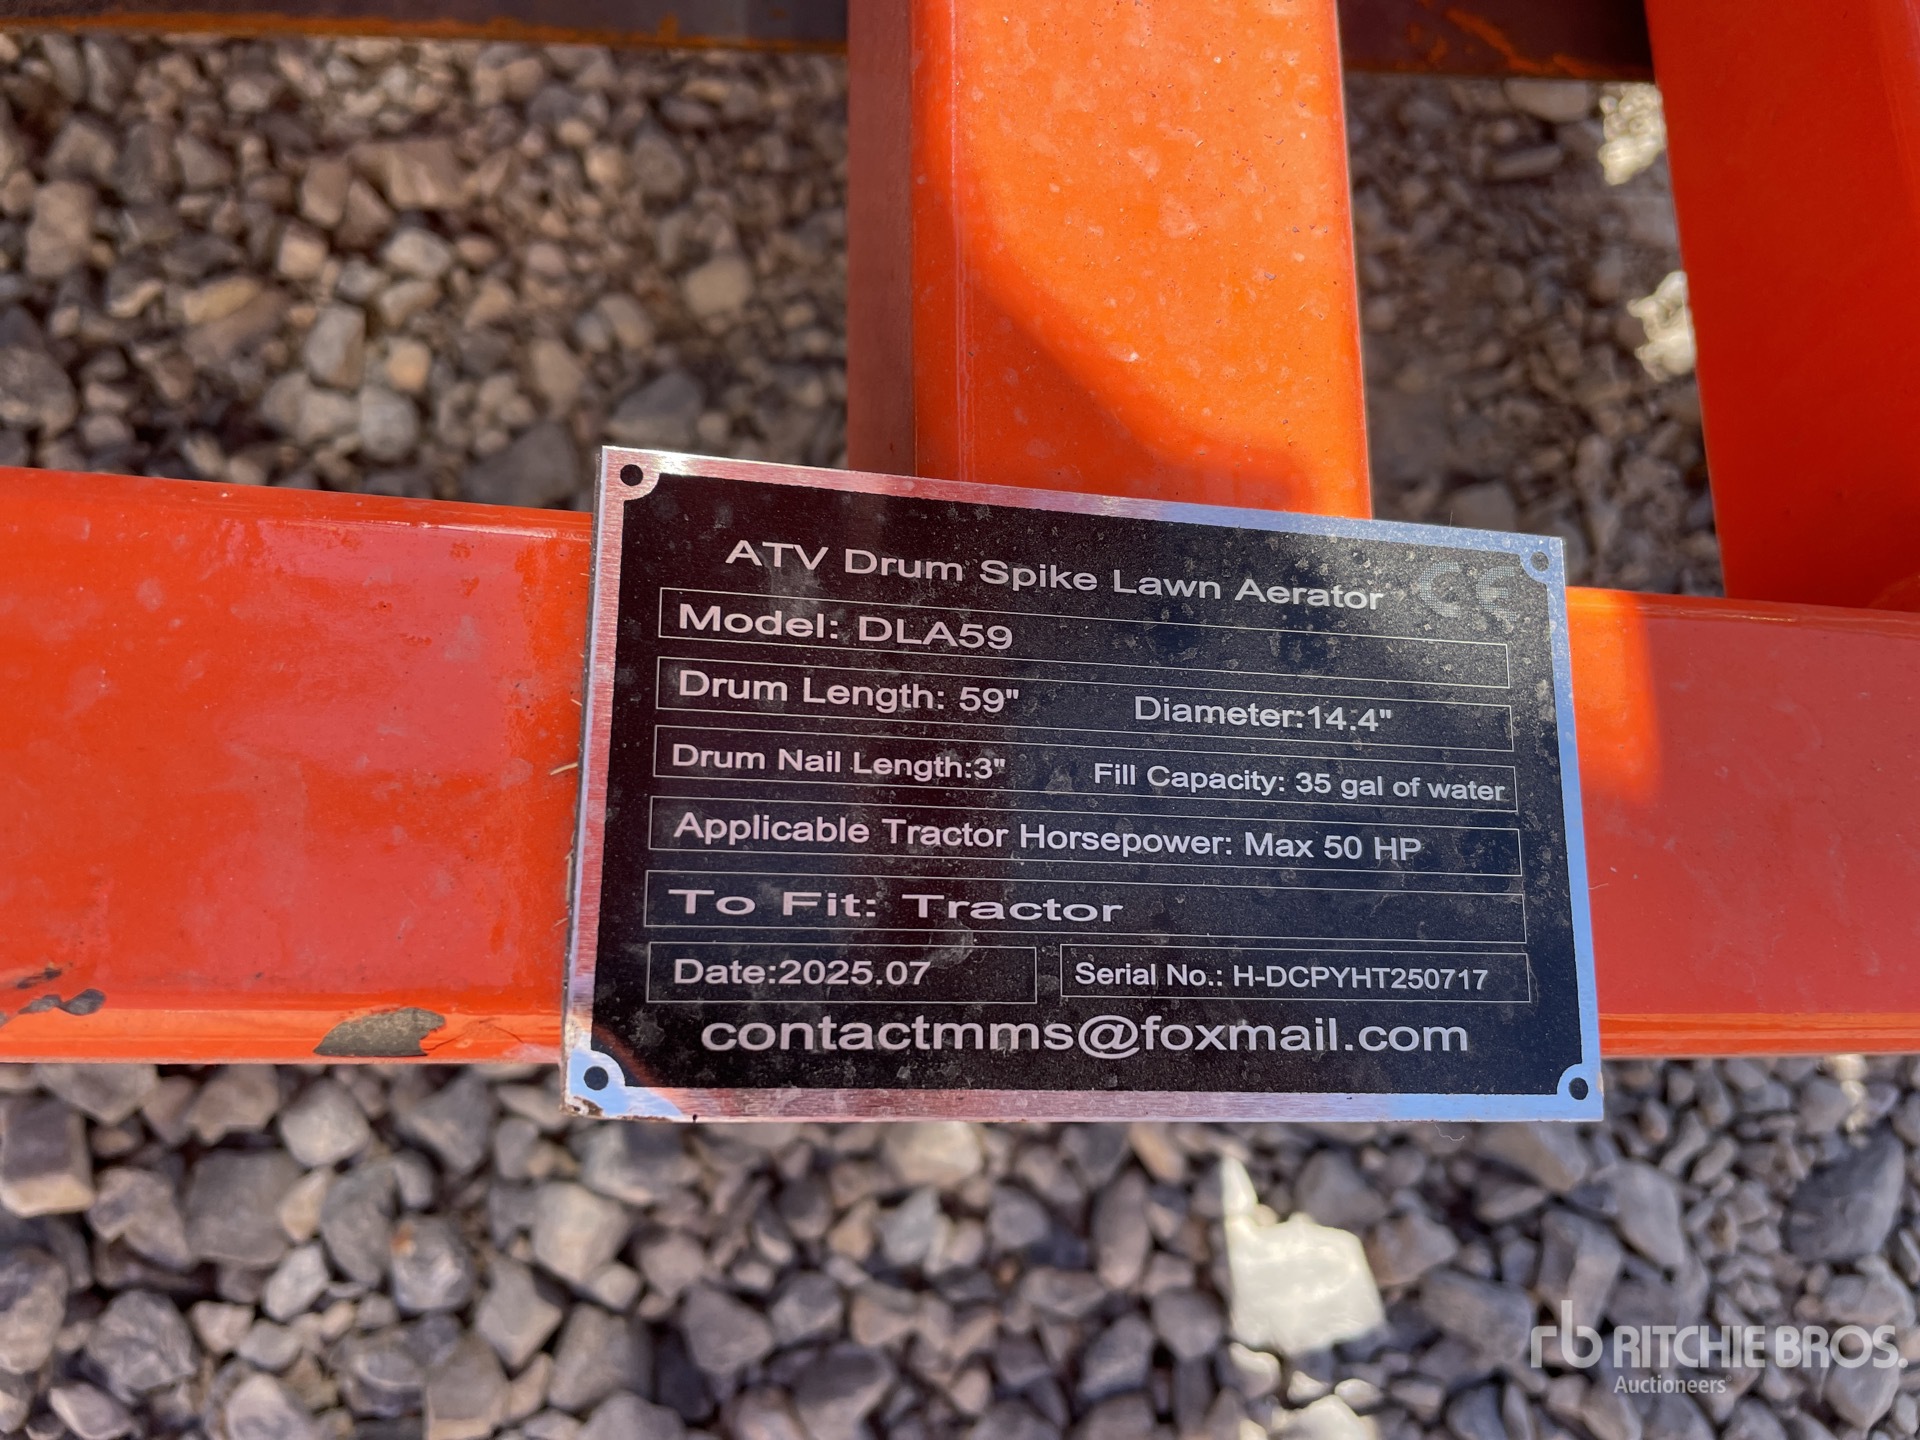 ATV Drum Spike Lawn Aerator CE
Model: DLA59
Drum Length: 59" Diameter:14.4"
Drum Nail Length:3" Fill Capacity: 35 gal of water
Applicable Tractor Horsepower: Max 50 HP
To Fit: Tractor
Date:2025.07 Serial No.: H-DCPYHT250717
contactmms@foxmail.com
rb RITCHIE BROS.
Auctioneers